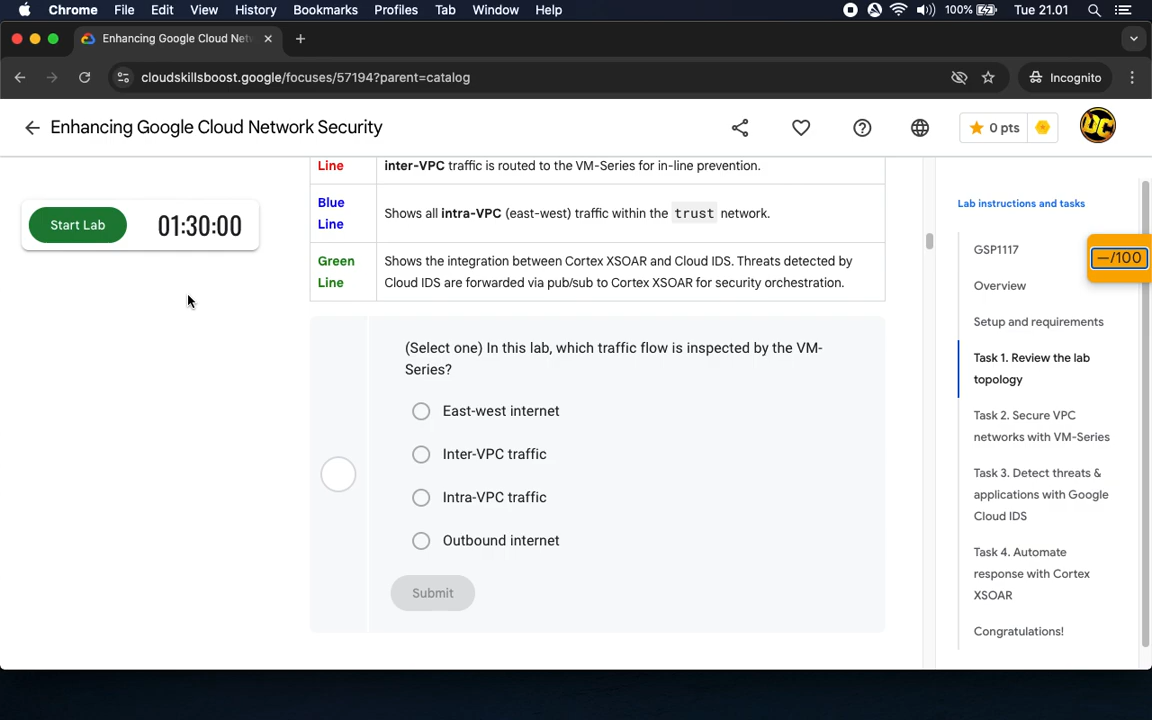 Chrome File Edit View History Bookmarks Profiles Tab Window Help 100% Tue 21.01
Enhancing Google Cloud Net
cloudskillsboost.google/focuses/57194?parent=catalog
Incognito
Enhancing Google Cloud Network Security
0 pts
Start Lab
01:30:00
Line
inter-VPC traffic is routed to the VM-Series for in-line prevention.
Blue
Line
Shows all intra-VPC (east-west) traffic within the trust network.
Green
Line
Shows the integration between Cortex XSOAR and Cloud IDS. Threats detected by
Cloud IDS are forwarded via pub/sub to Cortex XSOAR for security orchestration.
(Select one) In this lab, which traffic flow is inspected by the VM-
Series?
East-west internet
Inter-VPC traffic
Intra-VPC traffic
Outbound internet
Submit
Lab instructions and tasks
GSP1117
Overview
Setup and requirements
Task 1. Review the lab
topology
Task 2. Secure VPC
networks with VM-Series
Task 3. Detect threats &
applications with Google
Cloud IDS
Task 4. Automate
response with Cortex
XSOAR
Congratulations!
—/100